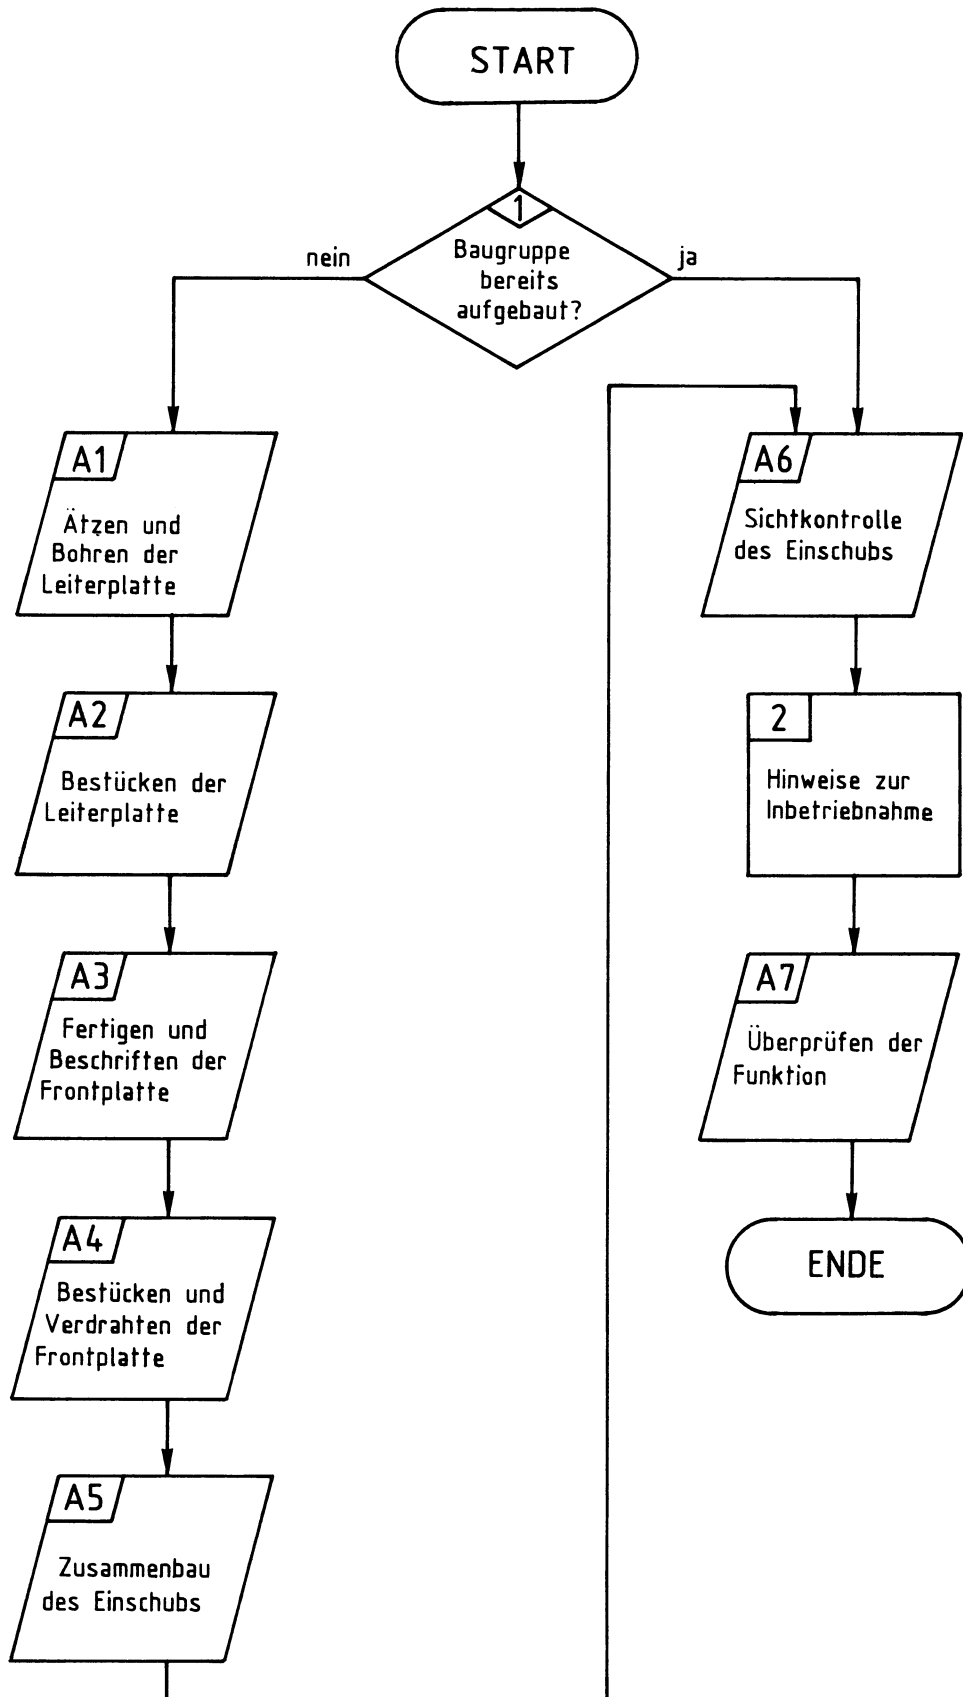 START
1
Baugruppe
bereits
aufgebaut?
nein
ja
A1
Ätzen und
Bohren der
Leiterplatte
A2
Bestücken der
Leiterplatte
A3
Fertigen und
Beschriften der
Frontplatte
A4
Bestücken und
Verdrahten der
Frontplatte
A5
Zusammenbau
des Einschubs
A6
Sichtkontrolle
des Einschubs
2
Hinweise zur
Inbetriebnahme
A7
Überprüfen der
Funktion
ENDE